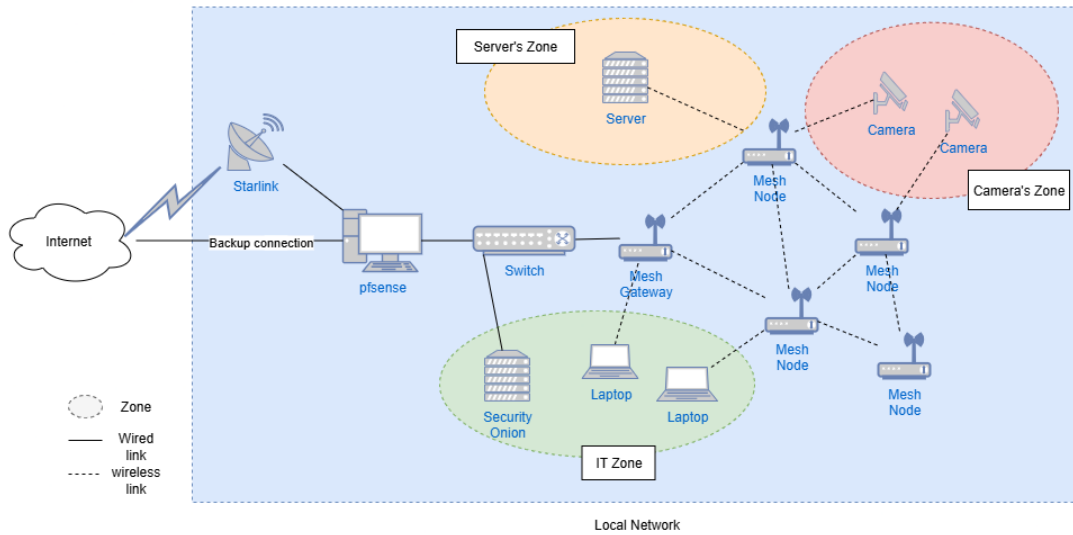 Server's Zone
Server
Camera
Camera
Camera's Zone
Starlink
Internet
Backup connection
pfsense
Switch
Mesh
Gateway
Mesh
Node
Mesh
Node
Mesh
Node
Mesh
Node
Security
Onion
Laptop
Laptop
IT Zone
Zone
Wired
link
wireless
link
Local Network